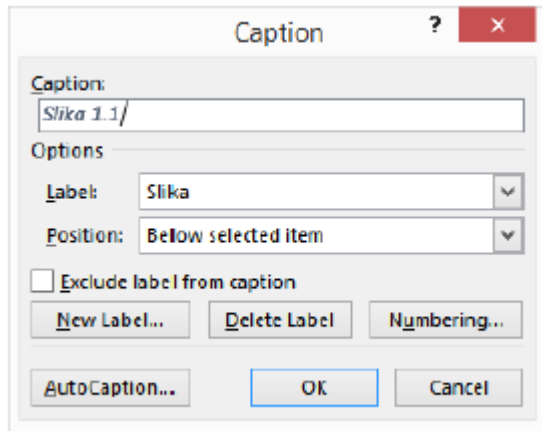 Caption ?
Caption:
Slika 1.1
Options
Label: Slika
Position: Bellow selected item
Exclude label from caption
New Label... Delete Label Numbering...
AutoCaption... OK Cancel